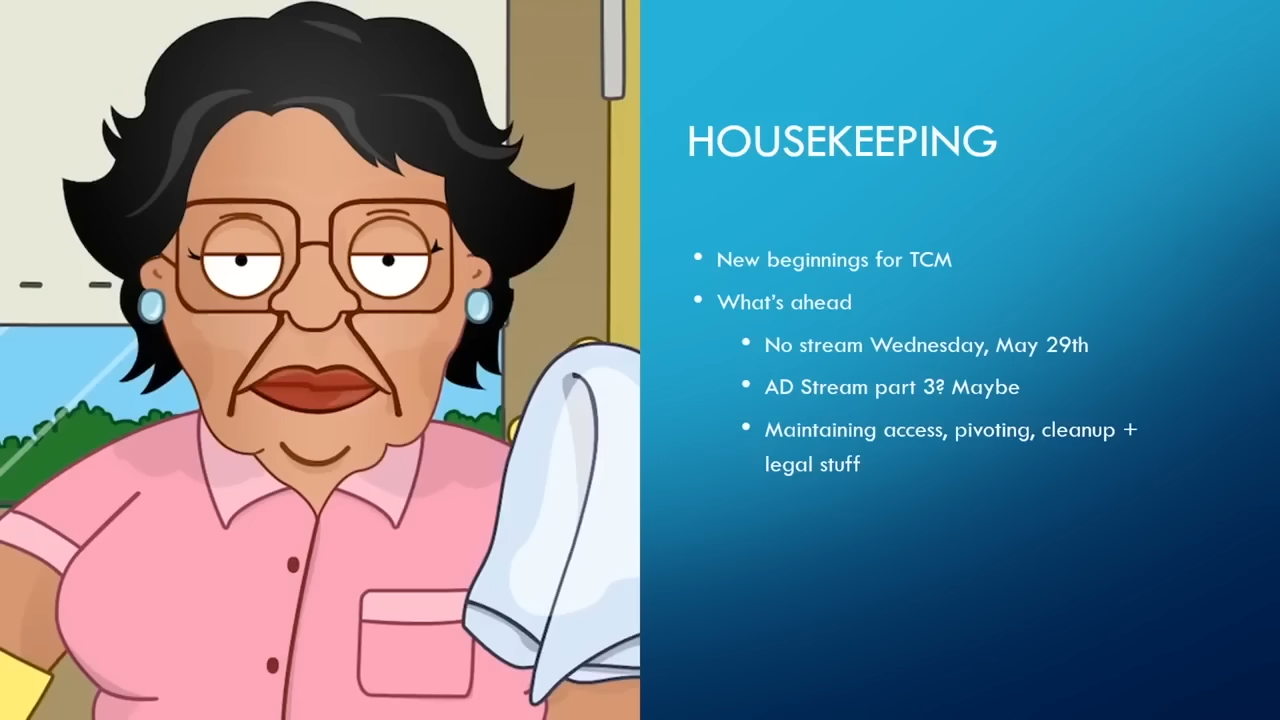 HOUSEKEEPING
• New beginnings for TCM
• What's ahead
• No stream Wednesday, May 29th
• AD Stream part 3? Maybe
• Maintaining access, pivoting, cleanup +
legal stuff